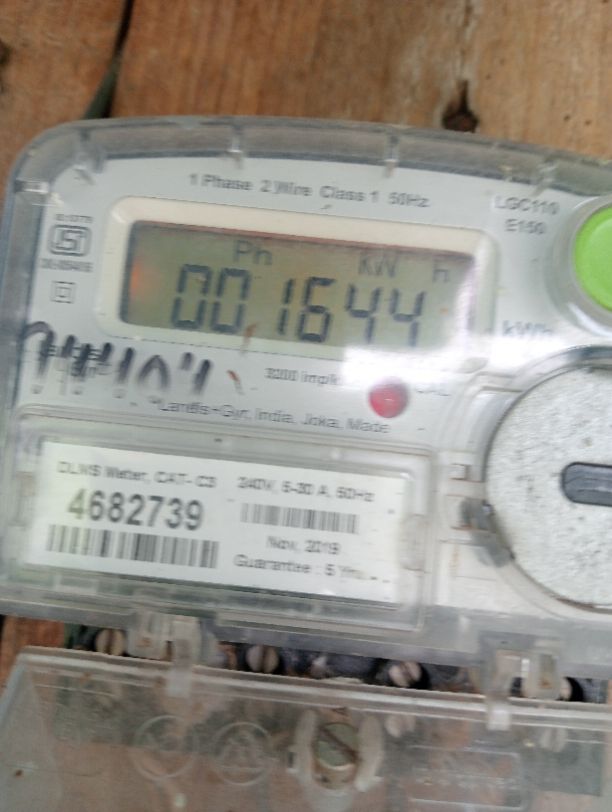 1 Phase 2 Wire Class 1 50Hz
LGC110
E150
Ph kW h
001644
kWh
3200 imp/k
CAL
Landis+Gyr, India, Joka, Made
DLMS Meter, CAT- C3
4682739
240V, 5-30 A, 50Hz
Nov, 2019
Guarantee : 5 Yrs.